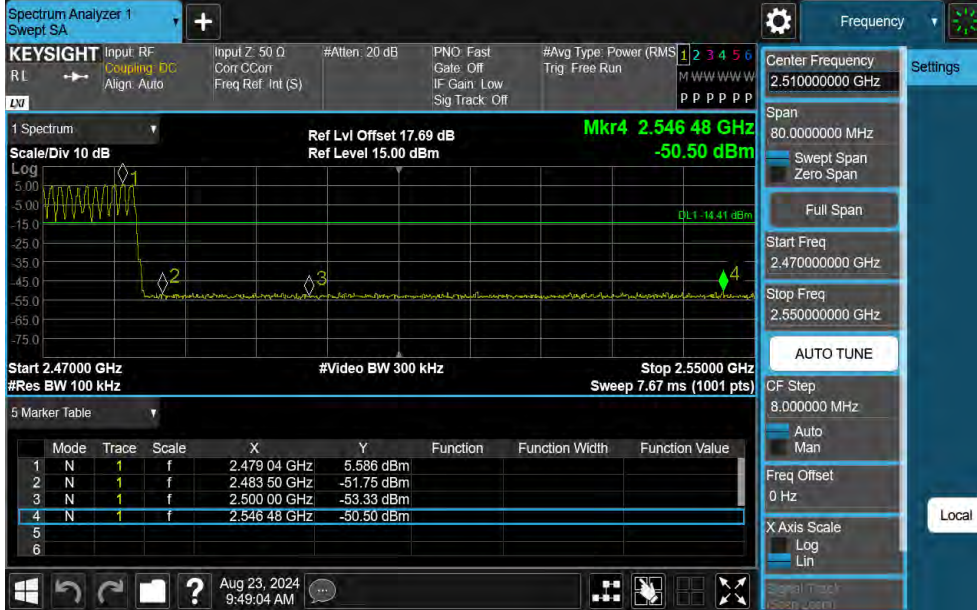 Spectrum Analyzer 1
Swept SA
Frequency
KEYSIGHT
R L
LXI
Input: RF
Coupling: DC
Align: Auto
Input Z: 50 Ω
Corr CCorr
Freq Ref: Int (S)
#Atten: 20 dB
PNO: Fast
Gate: Off
IF Gain: Low
Sig Track: Off
#Avg Type: Power (RMS
Trig: Free Run
1 2 3 4 5 6
M W W W W W
P P P P P P
Center Frequency
2.510000000 GHz
Settings
Span
80.0000000 MHz
Swept Span
Zero Span
Full Span
Start Freq
2.470000000 GHz
Stop Freq
2.550000000 GHz
AUTO TUNE
CF Step
8.000000 MHz
Auto
Man
Freq Offset
0 Hz
X Axis Scale
Log
Lin
Signal Track
Local
1 Spectrum
Scale/Div 10 dB
Ref Lvl Offset 17.69 dB
Ref Level 15.00 dBm
Mkr4 2.546 48 GHz
-50.50 dBm
Log
5.00
-5.00
-15.0
-25.0
-35.0
-45.0
-55.0
-65.0
-75.0
1
2
3
4
DL1 -14.41 dBm
Start 2.47000 GHz
#Video BW 300 kHz
Stop 2.55000 GHz
#Res BW 100 kHz
Sweep 7.67 ms (1001 pts)
5 Marker Table
Mode Trace Scale X Y Function Function Width Function Value
1 N 1 f 2.479 04 GHz 5.586 dBm
2 N 1 f 2.483 50 GHz -51.75 dBm
3 N 1 f 2.500 00 GHz -53.33 dBm
4 N 1 f 2.546 48 GHz -50.50 dBm
5
6
?
Aug 23, 2024
9:49:04 AM